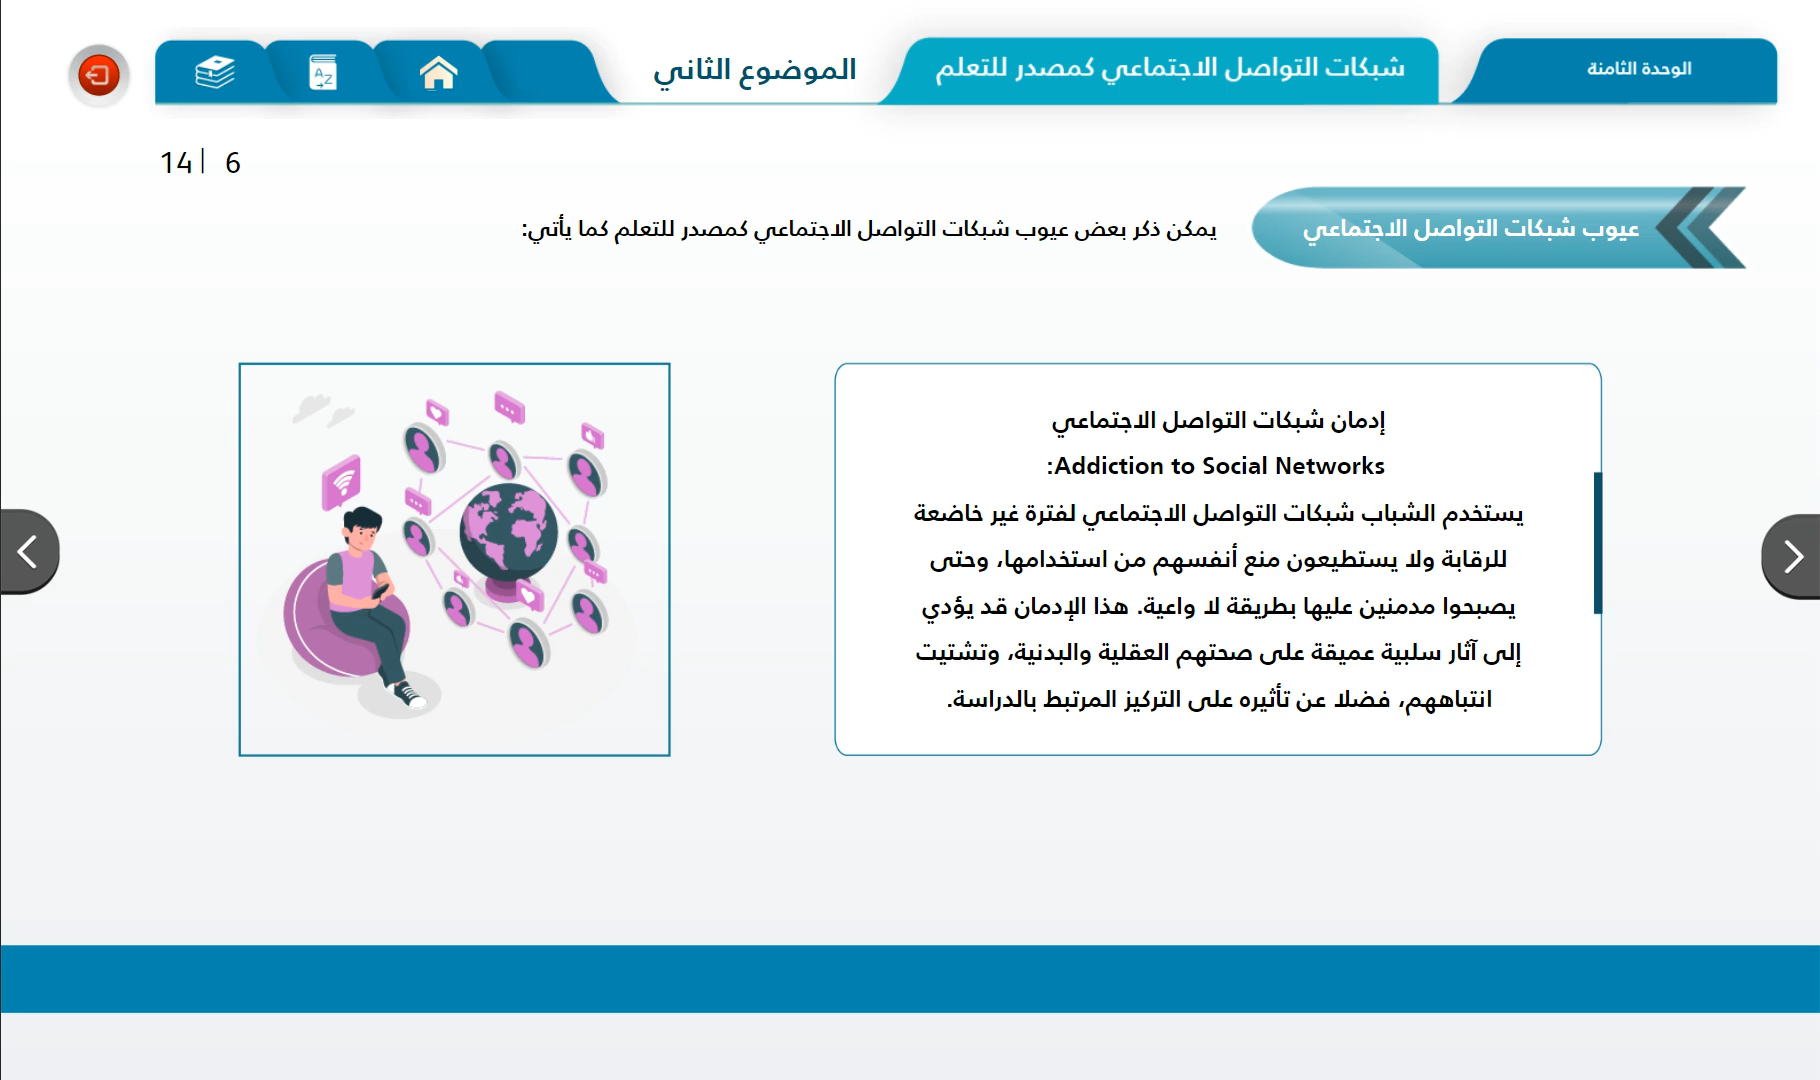 الوحدة الثامنة
شبكات التواصل الاجتماعي كمصدر للتعلم
الموضوع الثاني
A Z
14 | 6
عيوب شبكات التواصل الاجتماعي
يمكن ذكر بعض عيوب شبكات التواصل الاجتماعي كمصدر للتعلم كما يأتي:
إدمان شبكات التواصل الاجتماعي
Addiction to Social Networks:
يستخدم الشباب شبكات التواصل الاجتماعي لفترة غير خاضعة
للرقابة ولا يستطيعون منع أنفسهم من استخدامها، وحتى
يصبحوا مدمنين عليها بطريقة لا واعية. هذا الإدمان قد يؤدي
إلى آثار سلبية عميقة على صحتهم العقلية والبدنية، وتشتيت
انتباههم، فضلا عن تأثيره على التركيز المرتبط بالدراسة.